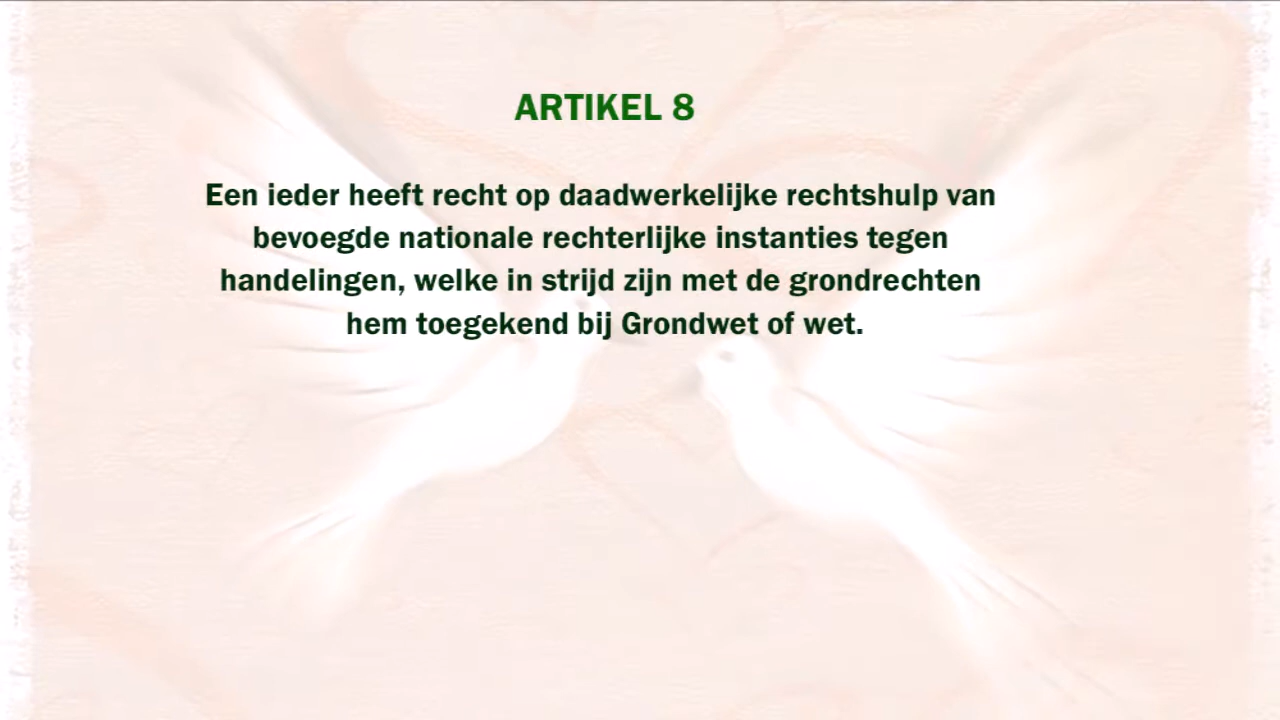 ARTIKEL 8
Een ieder heeft recht op daadwerkelijke rechtshulp van
bevoegde nationale rechterlijke instanties tegen
handelingen, welke in strijd zijn met de grondrechten
hem toegekend bij Grondwet of wet.